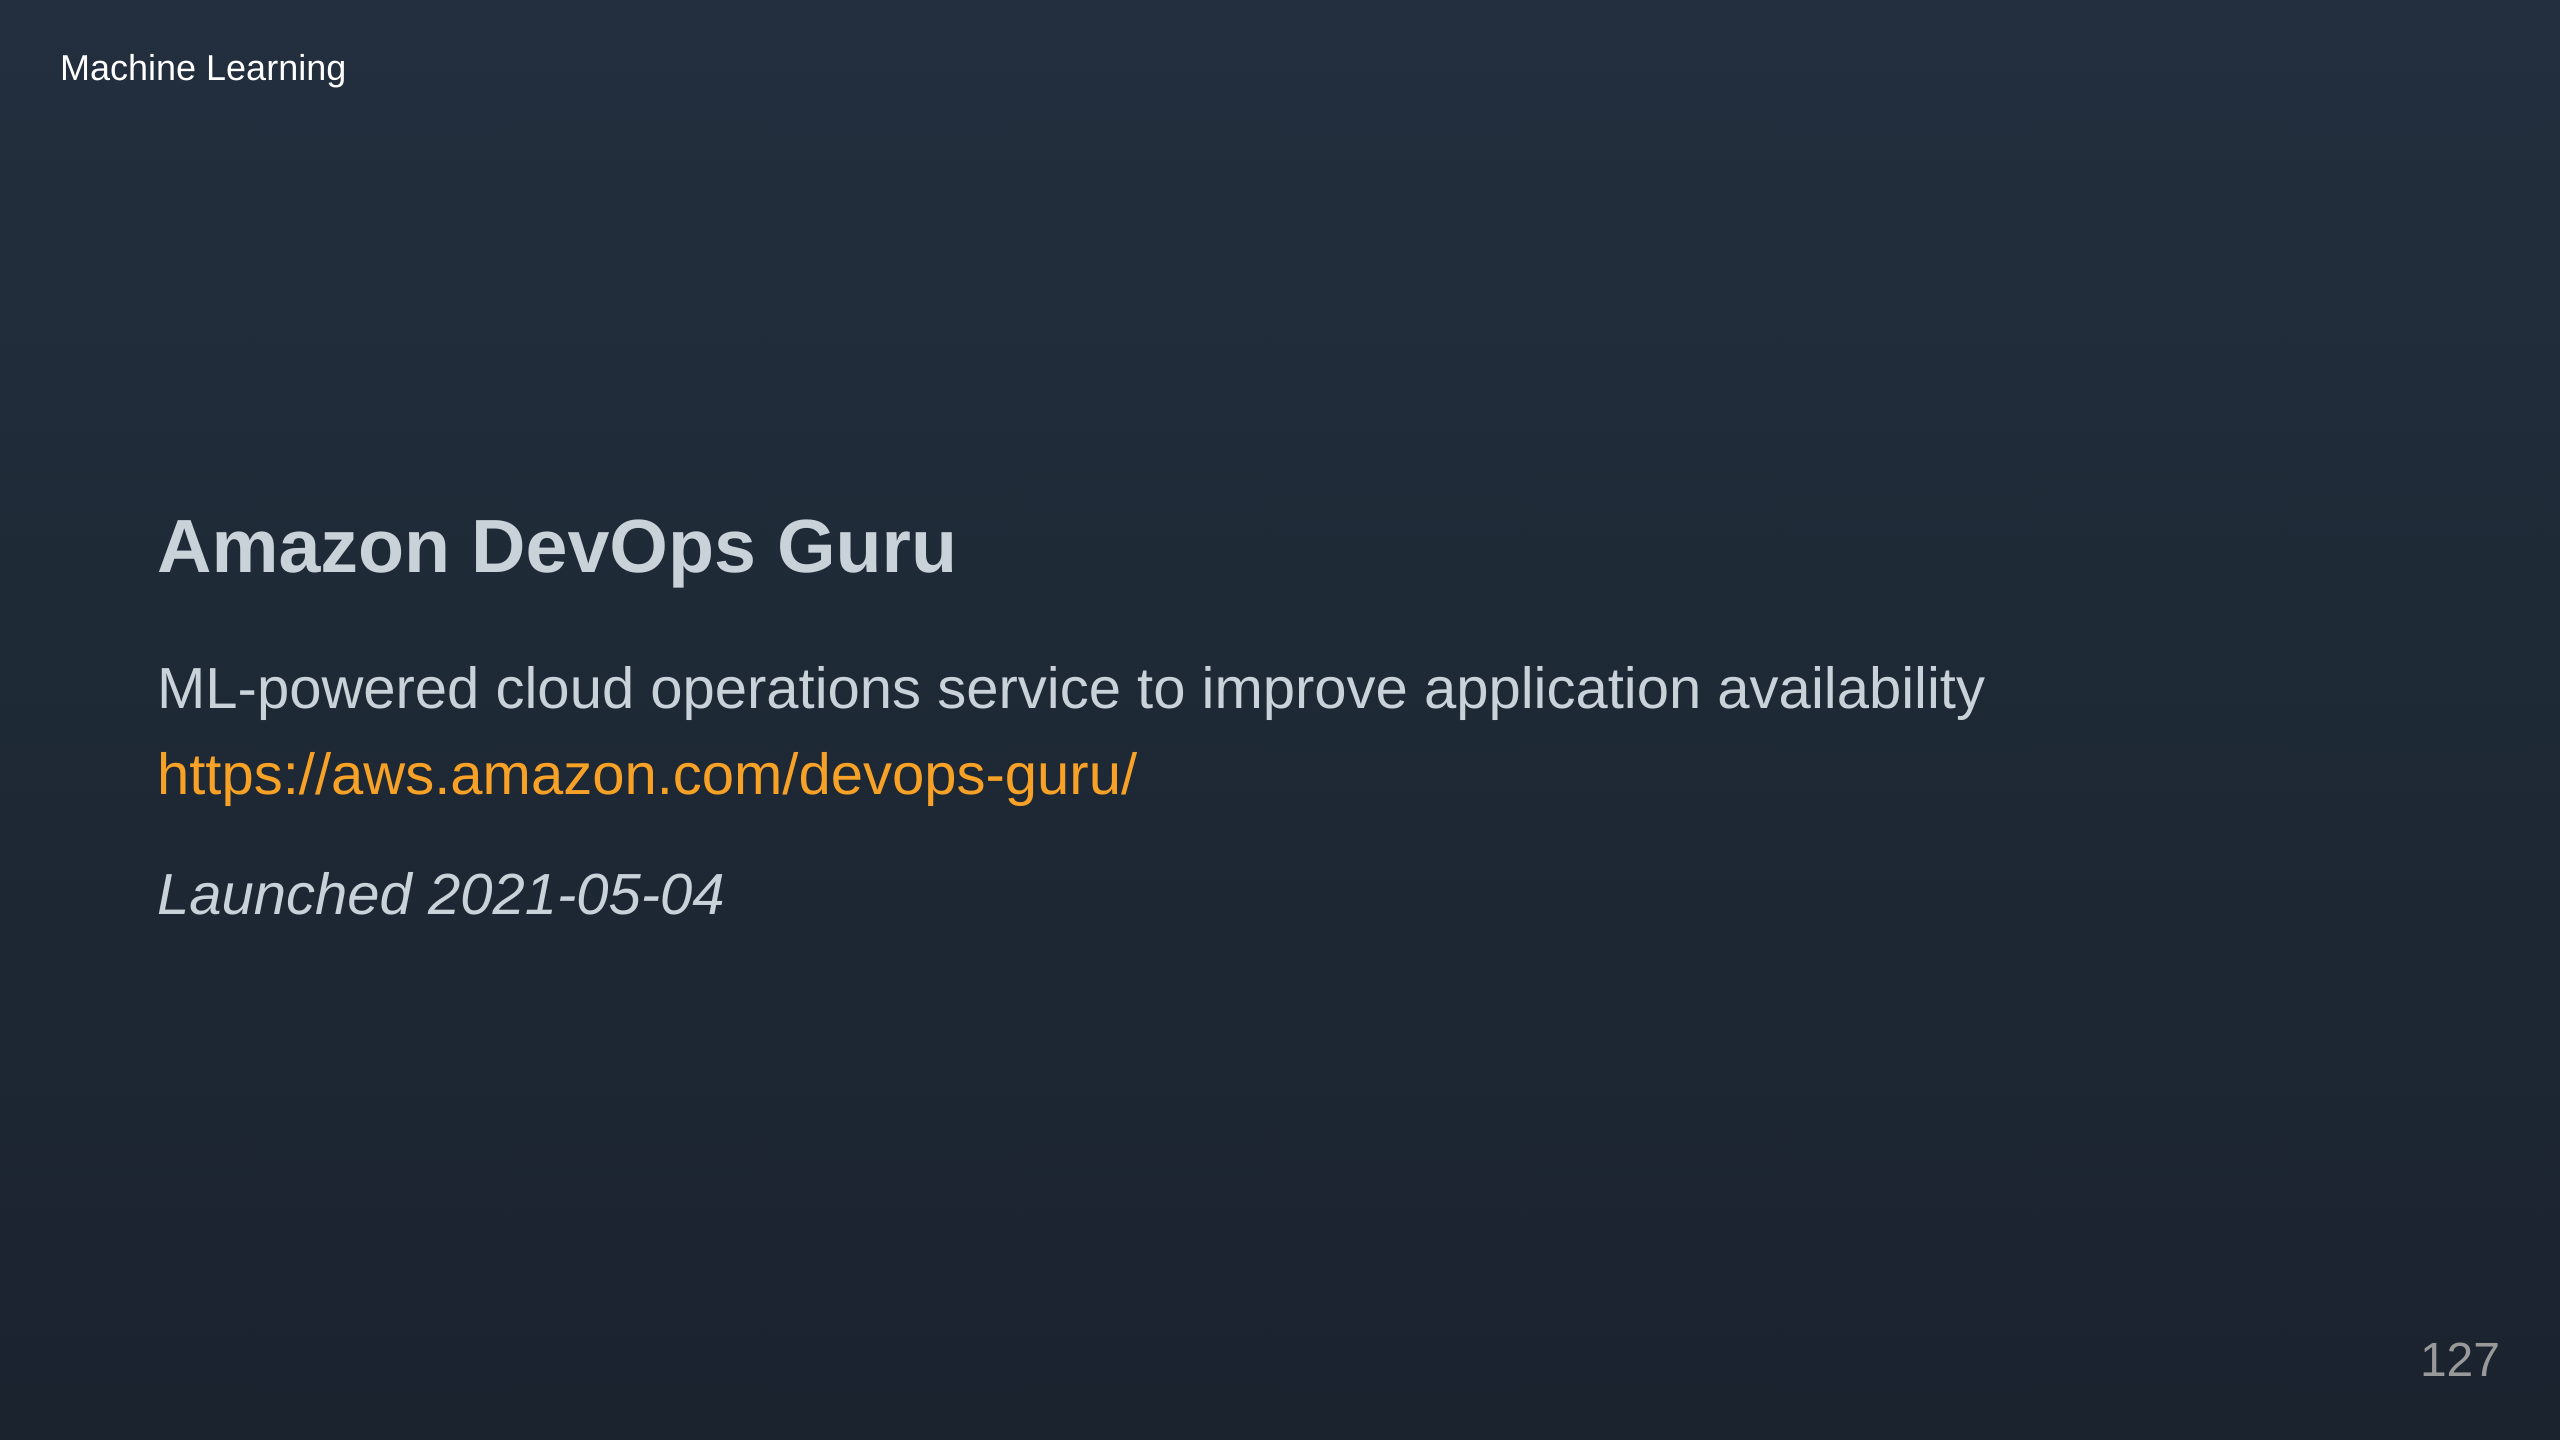 Machine Learning
Amazon DevOps Guru
ML-powered cloud operations service to improve application availability
https://aws.amazon.com/devops-guru/
Launched 2021-05-04
127